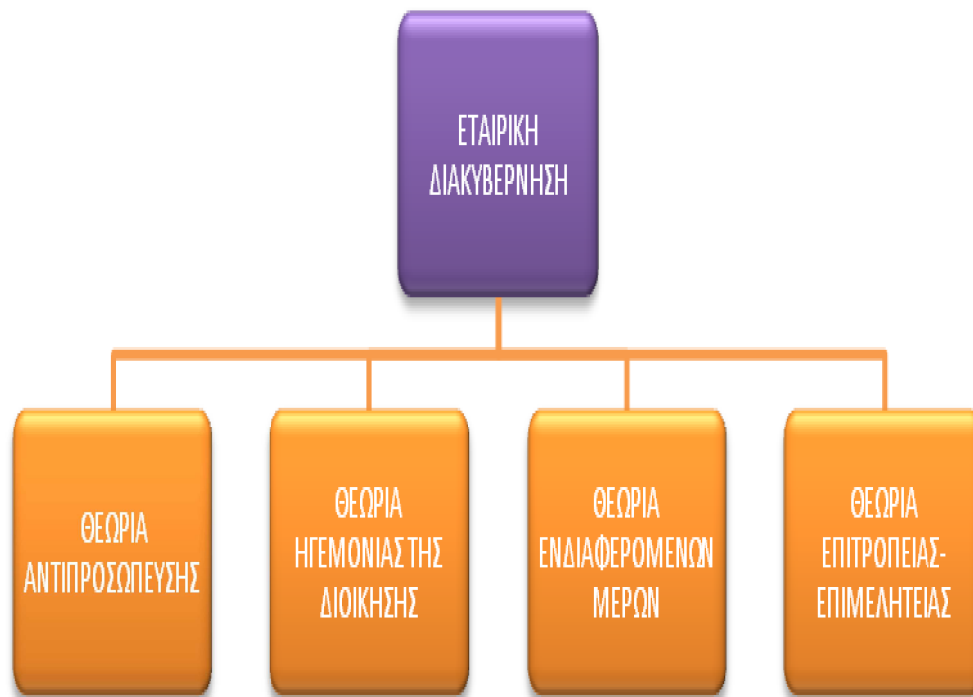 ΕΤΑΙΡΙΚΗ
ΔΙΑΚΥΒΕΡΝΗΣΗ
ΘΕΩΡΙΑ
ΑΝΤΙΠΡΟΣΩΠΕΥΣΗΣ
ΘΕΩΡΙΑ
ΗΓΕΜΟΝΙΑΣ ΤΗΣ
ΔΙΟΙΚΗΣΗΣ
ΘΕΩΡΙΑ
ΕΝΔΙΑΦΕΡΟΜΕΝΩΝ
ΜΕΡΩΝ
ΘΕΩΡΙΑ
ΕΠΙΤΡΟΠΕΙΑΣ-
ΕΠΙΜΕΛΗΤΕΙΑΣ